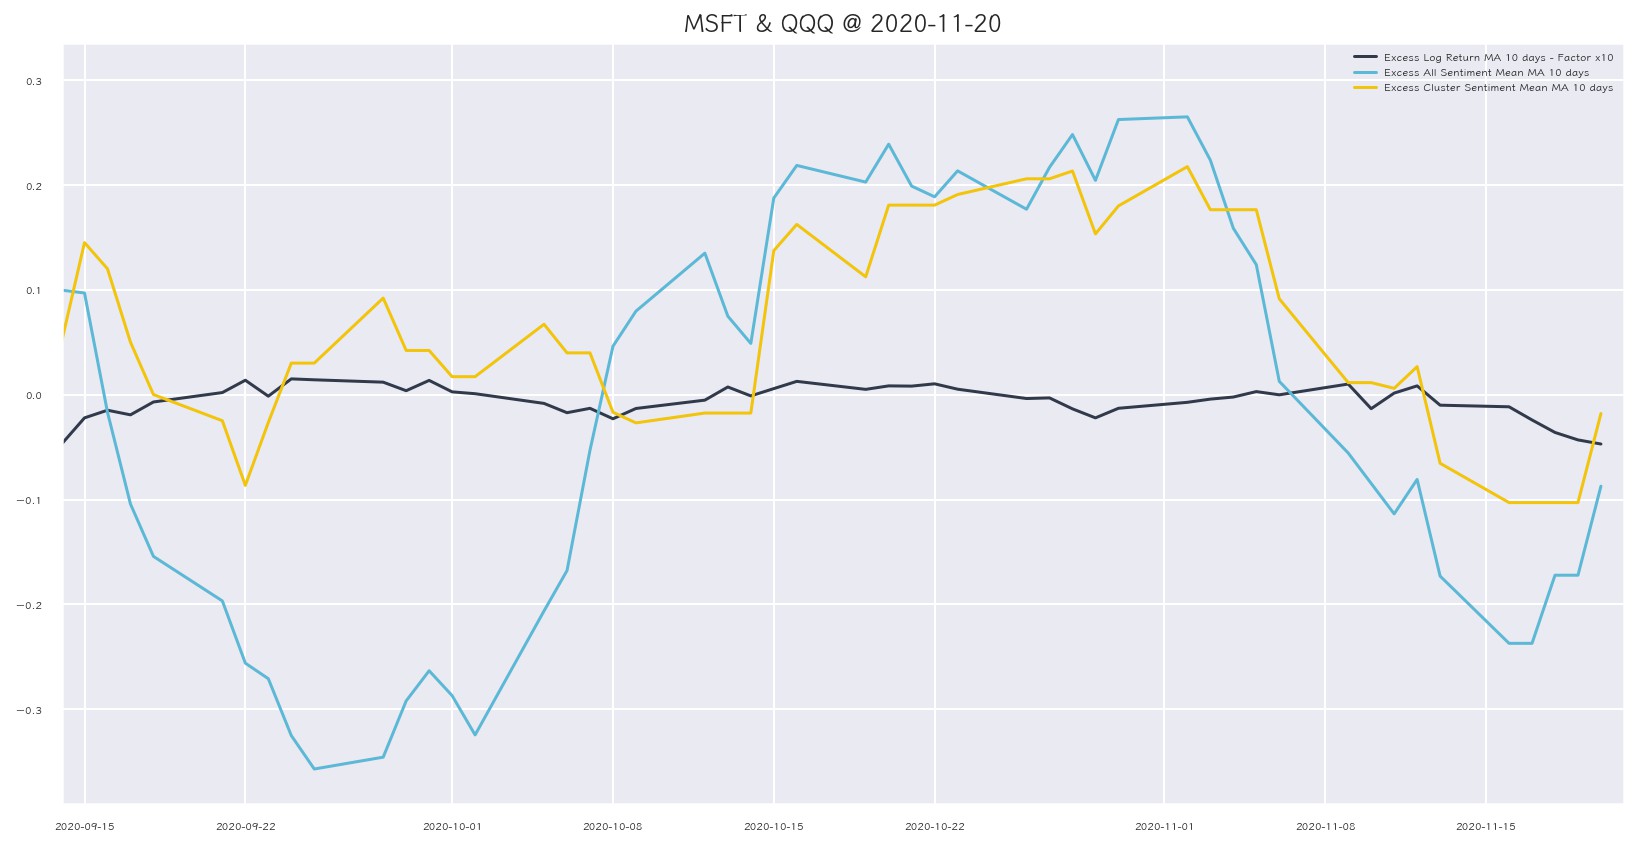 MSFT & QQQ @ 2020-11-20
Excess Log Return MA 10 days - Factor x10
Excess All Sentiment Mean MA 10 days
Excess Cluster Sentiment Mean MA 10 days
0.3
0.2
0.1
0.0
−0.1
−0.2
−0.3
2020-09-15 2020-09-22 2020-10-01 2020-10-08 2020-10-15 2020-10-22 2020-11-01 2020-11-08 2020-11-15